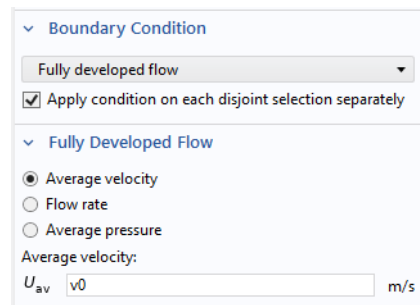 Boundary Condition
Fully developed flow
Apply condition on each disjoint selection separately
Fully Developed Flow
Average velocity
Flow rate
Average pressure
Average velocity:
Uav v0 m/s